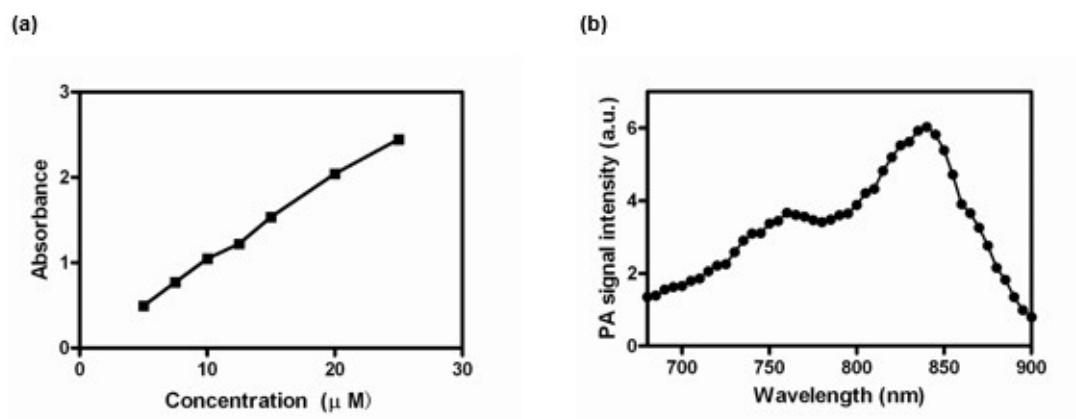 (a)
(b)
3
2
1
0
Absorbance
0
10
20
30
Concentration (μ M)
6
4
2
0
PA signal intensity (a.u.)
700
750
800
850
900
Wavelength (nm)